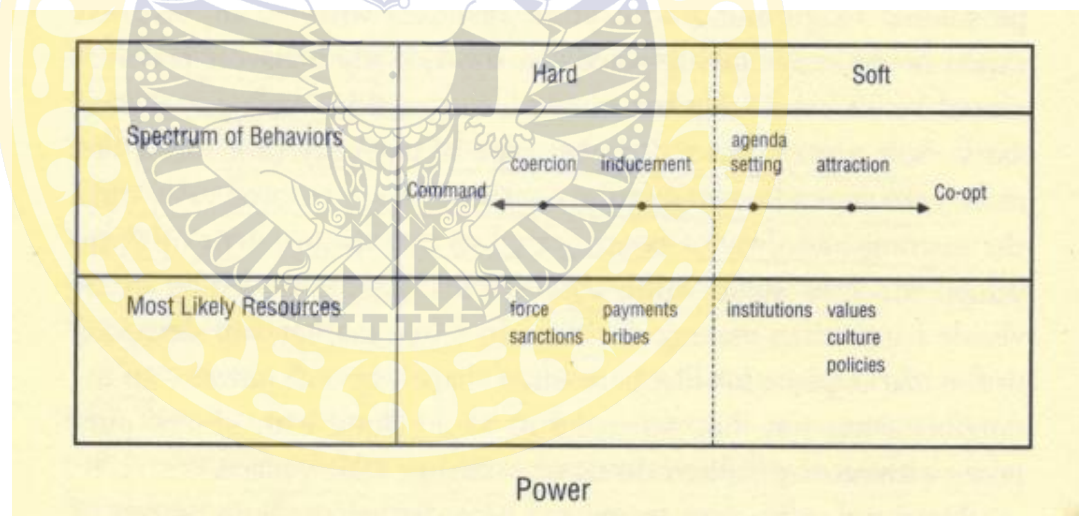 Hard Soft
Spectrum of Behaviors
coercion inducement agenda setting attraction
Command Co-opt
Most Likely Resources
force payments institutions values
sanctions bribes culture
policies
Power